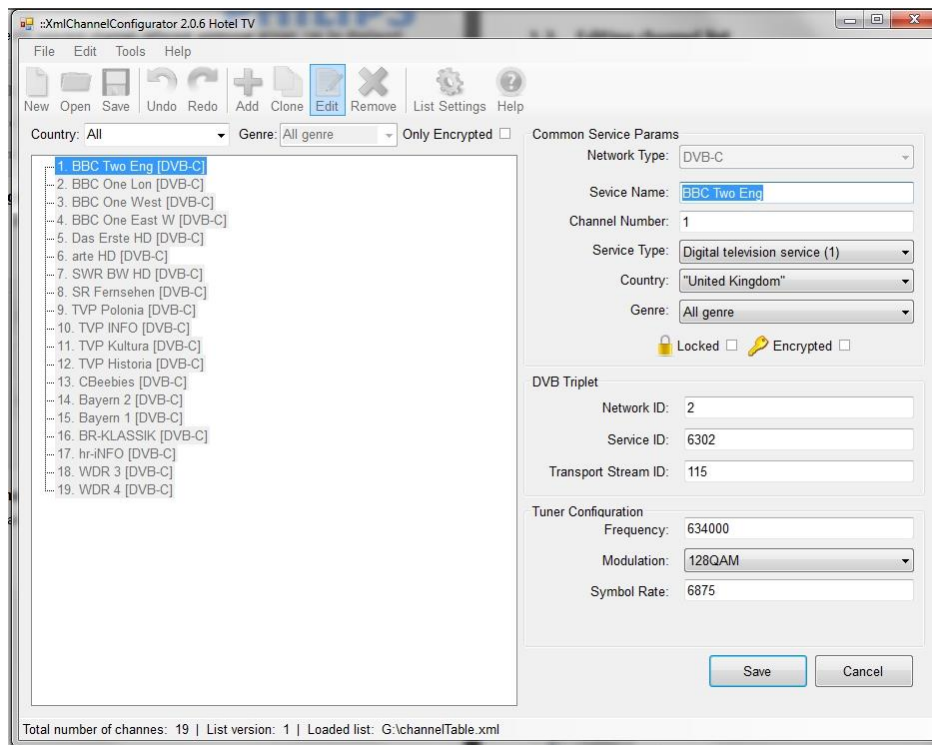 PHILIPS
::XmlChannelConfigurator 2.0.6 Hotel TV
File Edit Tools Help
New Open Save Undo Redo Add Clone Edit Remove List Settings Help
Country: All Genre: All genre Only Encrypted
1. BBC Two Eng [DVB-C]
2. BBC One Lon [DVB-C]
3. BBC One West [DVB-C]
4. BBC One East W [DVB-C]
5. Das Erste HD [DVB-C]
6. arte HD [DVB-C]
7. SWR BW HD [DVB-C]
8. SR Fernsehen [DVB-C]
9. TVP Polonia [DVB-C]
10. TVP INFO [DVB-C]
11. TVP Kultura [DVB-C]
12. TVP Historia [DVB-C]
13. CBeebies [DVB-C]
14. Bayern 2 [DVB-C]
15. Bayern 1 [DVB-C]
16. BR-KLASSIK [DVB-C]
17. hr-iNFO [DVB-C]
18. WDR 3 [DVB-C]
19. WDR 4 [DVB-C]
Common Service Params
Network Type: DVB-C
Sevice Name: BBC Two Eng
Channel Number: 1
Service Type: Digital television service (1)
Country: "United Kingdom"
Genre: All genre
Locked Encrypted
DVB Triplet
Network ID: 2
Service ID: 6302
Transport Stream ID: 115
Tuner Configuration
Frequency: 634000
Modulation: 128QAM
Symbol Rate: 6875
Save Cancel
Total number of channes: 19 | List version: 1 | Loaded list: G:\channelTable.xml